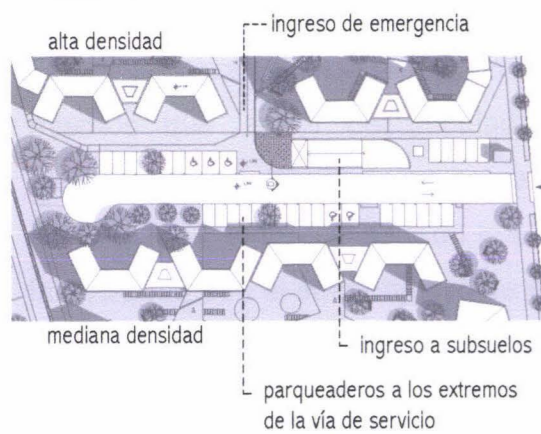 ingreso de emergencia
alta densidad
mediana densidad
ingreso a subsuelos
parqueaderos a los extremos
de la vía de servicio